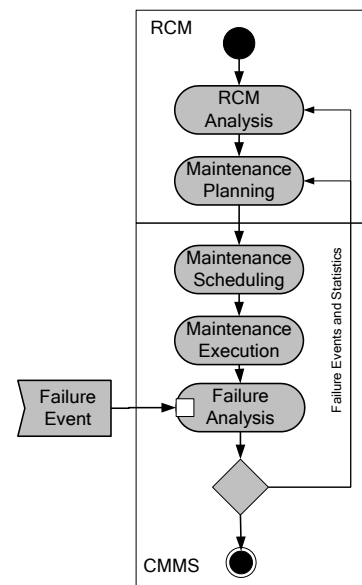 RCM
RCM
Analysis
Maintenance
Planning
Maintenance
Scheduling
Maintenance
Execution
Failure
Event
Failure
Analysis
Failure Events and Statistics
CMMS